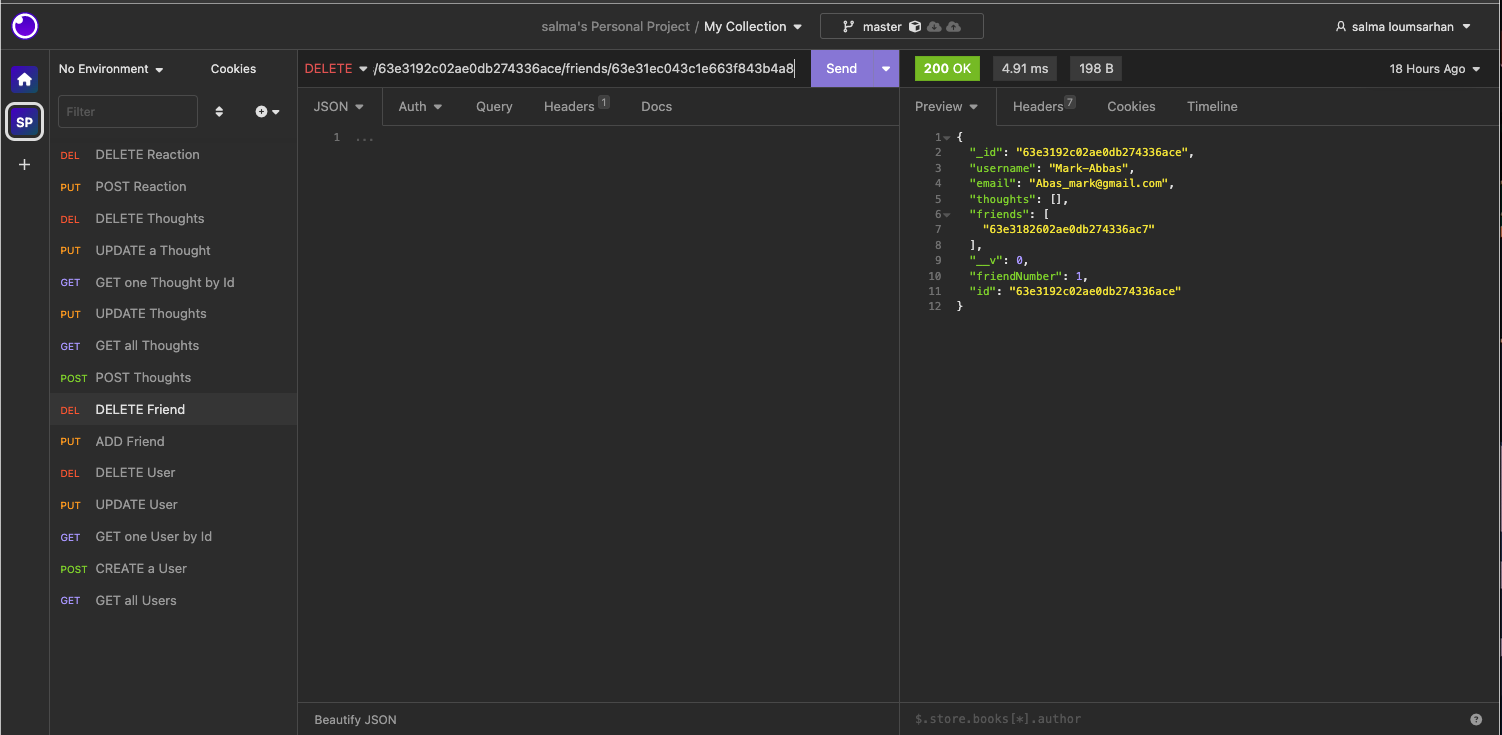 salma's Personal Project / My Collection
master
salma loumsarhan
SP
No Environment
Cookies
Filter
DEL DELETE Reaction
PUT POST Reaction
DEL DELETE Thoughts
PUT UPDATE a Thought
GET GET one Thought by Id
PUT UPDATE Thoughts
GET GET all Thoughts
POST POST Thoughts
DEL DELETE Friend
PUT ADD Friend
DEL DELETE User
PUT UPDATE User
GET GET one User by Id
POST CREATE a User
GET GET all Users
DELETE /63e3192c02ae0db274336ace/friends/63e31ec043c1e663f843b4a8
Send
JSON Auth Query Headers 1 Docs
1 ...
Beautify JSON
200 OK 4.91 ms 198 B 18 Hours Ago
Preview Headers 7 Cookies Timeline
1 {
2 "_id": "63e3192c02ae0db274336ace",
3 "username": "Mark-Abbas",
4 "email": "Abas_mark@gmail.com",
5 "thoughts": [],
6 "friends": [
7 "63e3182602ae0db274336ac7"
8 ],
9 "__v": 0,
10 "friendNumber": 1,
11 "id": "63e3192c02ae0db274336ace"
12 }
$.store.books[*].author
?